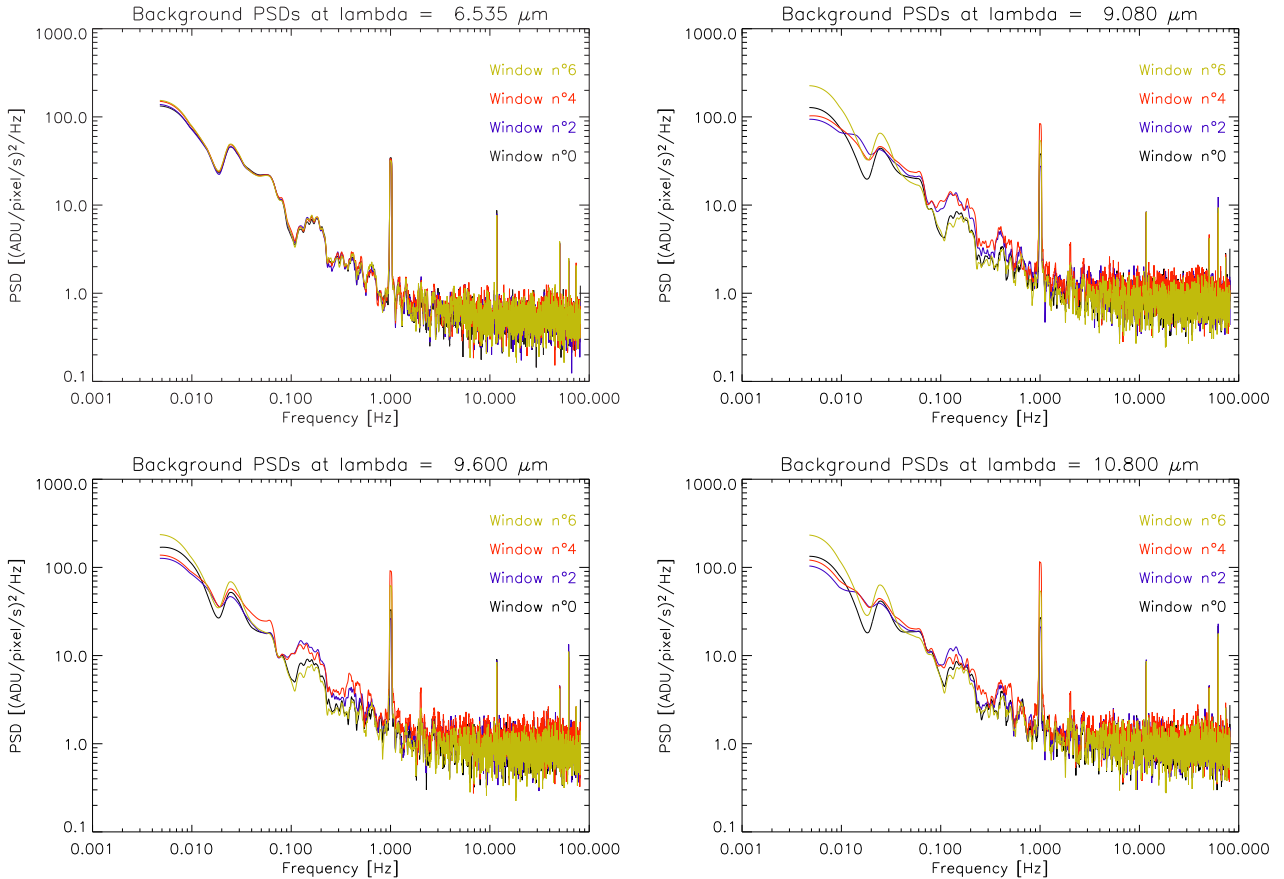 Background PSDs at lambda = 6.535 μm
PSD [(ADU/pixel/s)²/Hz]
1000.0
100.0
10.0
1.0
0.1
Window n°6
Window n°4
Window n°2
Window n°0
0.001 0.010 0.100 1.000 10.000 100.000
Frequency [Hz]
Background PSDs at lambda = 9.080 μm
PSD [(ADU/pixel/s)²/Hz]
1000.0
100.0
10.0
1.0
0.1
Window n°6
Window n°4
Window n°2
Window n°0
0.001 0.010 0.100 1.000 10.000 100.000
Frequency [Hz]
Background PSDs at lambda = 9.600 μm
PSD [(ADU/pixel/s)²/Hz]
1000.0
100.0
10.0
1.0
0.1
Window n°6
Window n°4
Window n°2
Window n°0
0.001 0.010 0.100 1.000 10.000 100.000
Frequency [Hz]
Background PSDs at lambda = 10.800 μm
PSD [(ADU/pixel/s)²/Hz]
1000.0
100.0
10.0
1.0
0.1
Window n°6
Window n°4
Window n°2
Window n°0
0.001 0.010 0.100 1.000 10.000 100.000
Frequency [Hz]